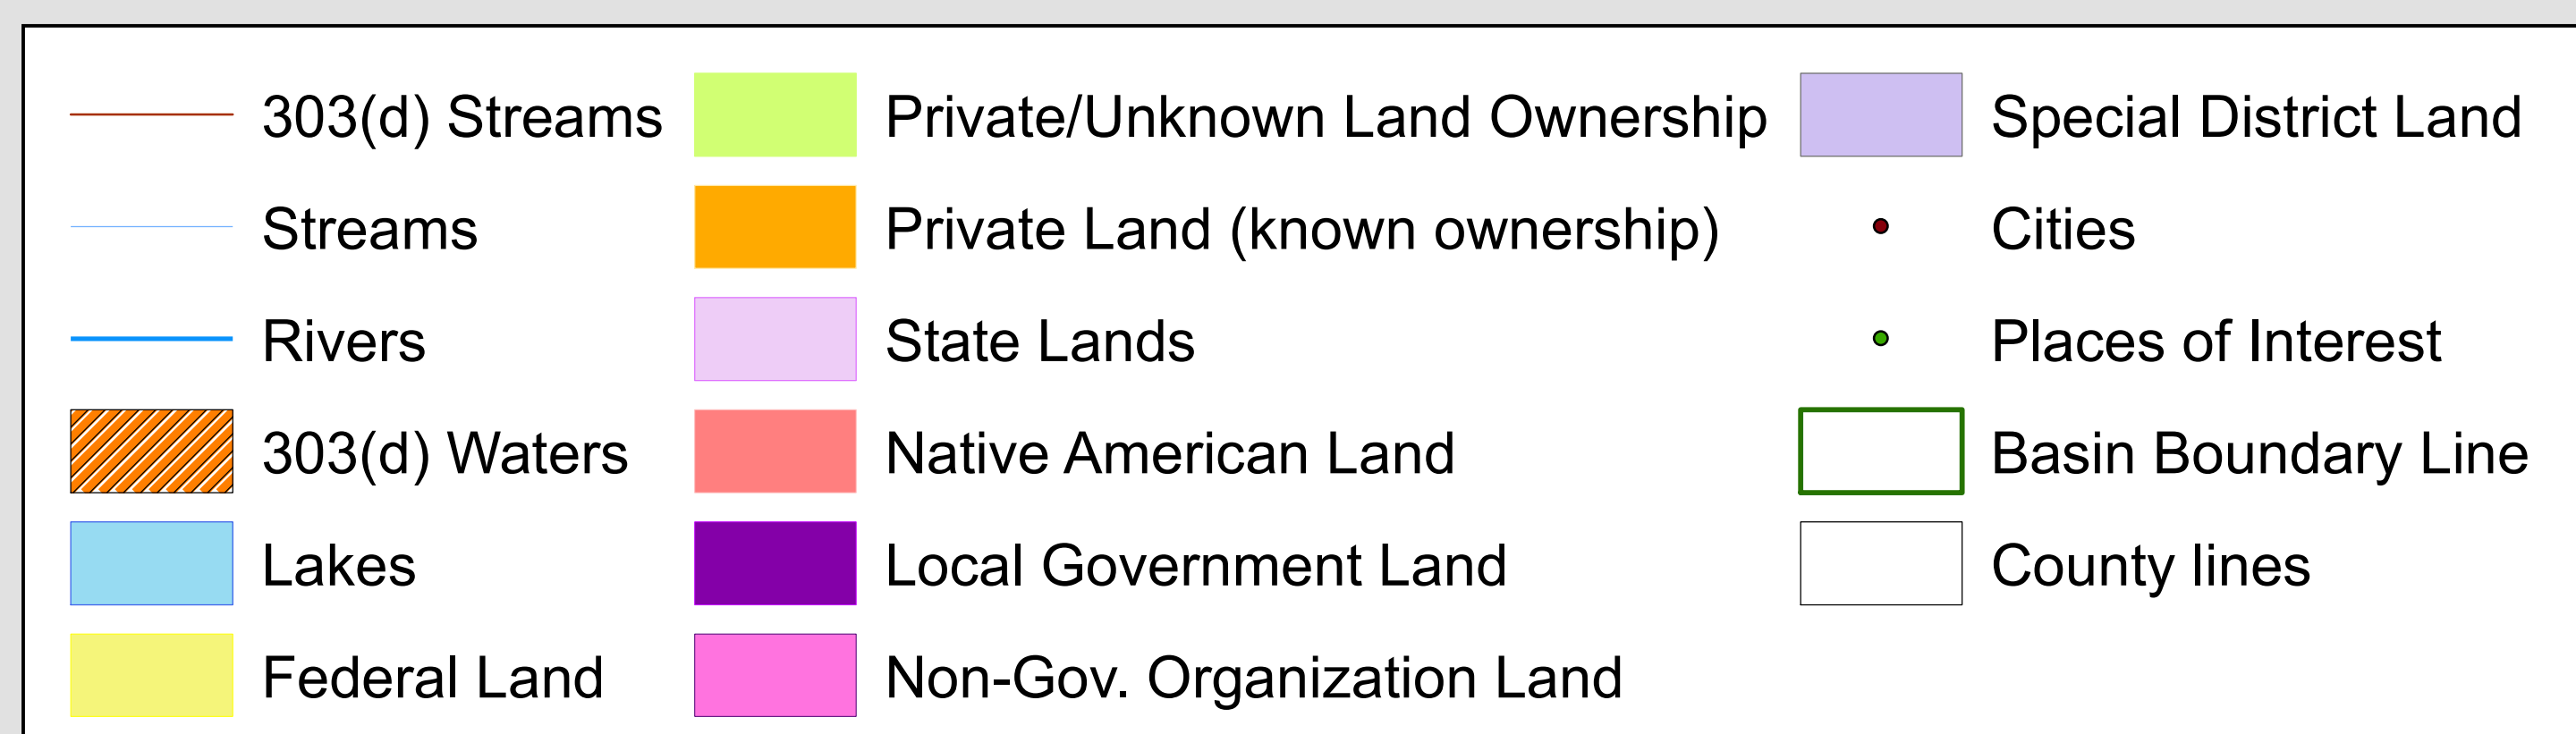 303(d) Streams
Streams
Rivers
303(d) Waters
Lakes
Federal Land
Private/Unknown Land Ownership
Private Land (known ownership)
State Lands
Native American Land
Local Government Land
Non-Gov. Organization Land
Special District Land
Cities
Places of Interest
Basin Boundary Line
County lines